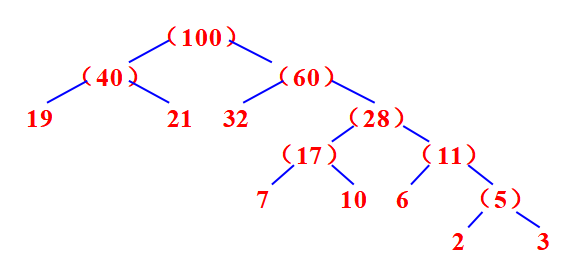 (100)
(40) (60)
19 21 32 (28)
(17) (11)
7 10 6 (5)
2 3